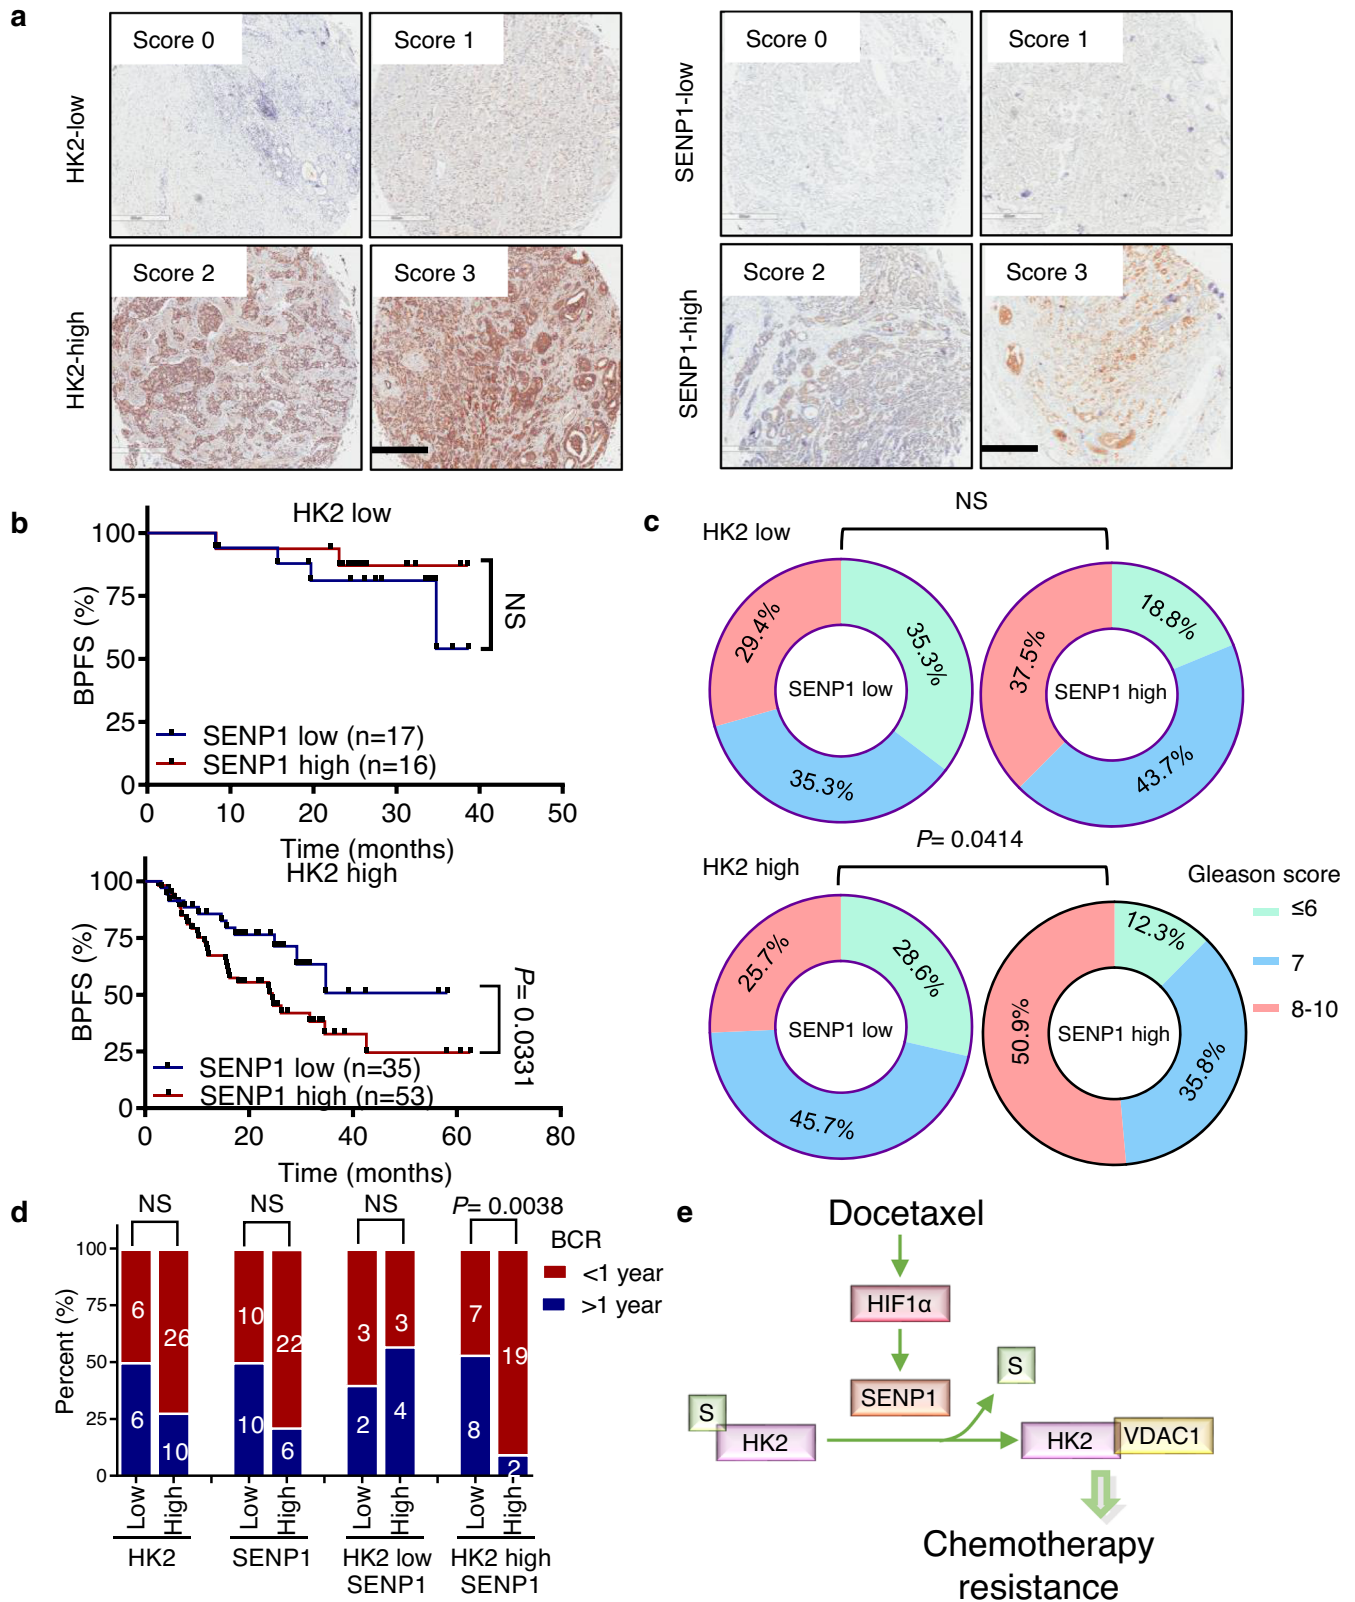 a
Score 0
Score 1
HK2-low
Score 2
Score 3
HK2-high
Score 0
Score 1
SENP1-low
Score 2
Score 3
SENP1-high
b
HK2 low
100
75
50
25
0
BPFS (%)
NS
SENP1 low (n=17)
SENP1 high (n=16)
0 10 20 30 40 50
Time (months)
HK2 high
100
75
50
25
0
BPFS (%)
P= 0.0331
SENP1 low (n=35)
SENP1 high (n=53)
0 20 40 60 80
Time (months)
c
HK2 low
NS
29.4%
35.3%
35.3%
SENP1 low
37.5%
18.8%
43.7%
SENP1 high
HK2 high
P= 0.0414
25.7%
28.6%
45.7%
SENP1 low
50.9%
12.3%
35.8%
SENP1 high
Gleason score
≤6
7
8-10
d
NS NS NS P= 0.0038
BCR
<1 year
>1 year
Percent (%)
100
75
50
25
0
6 26 10 22 3 3 7 19
6 10 10 6 2 4 8 2
Low High Low High Low High Low High
HK2 SENP1 HK2 low HK2 high
SENP1 SENP1
e
Docetaxel
HIF1α
SENP1
S
S
HK2
HK2
VDAC1
Chemotherapy
resistance